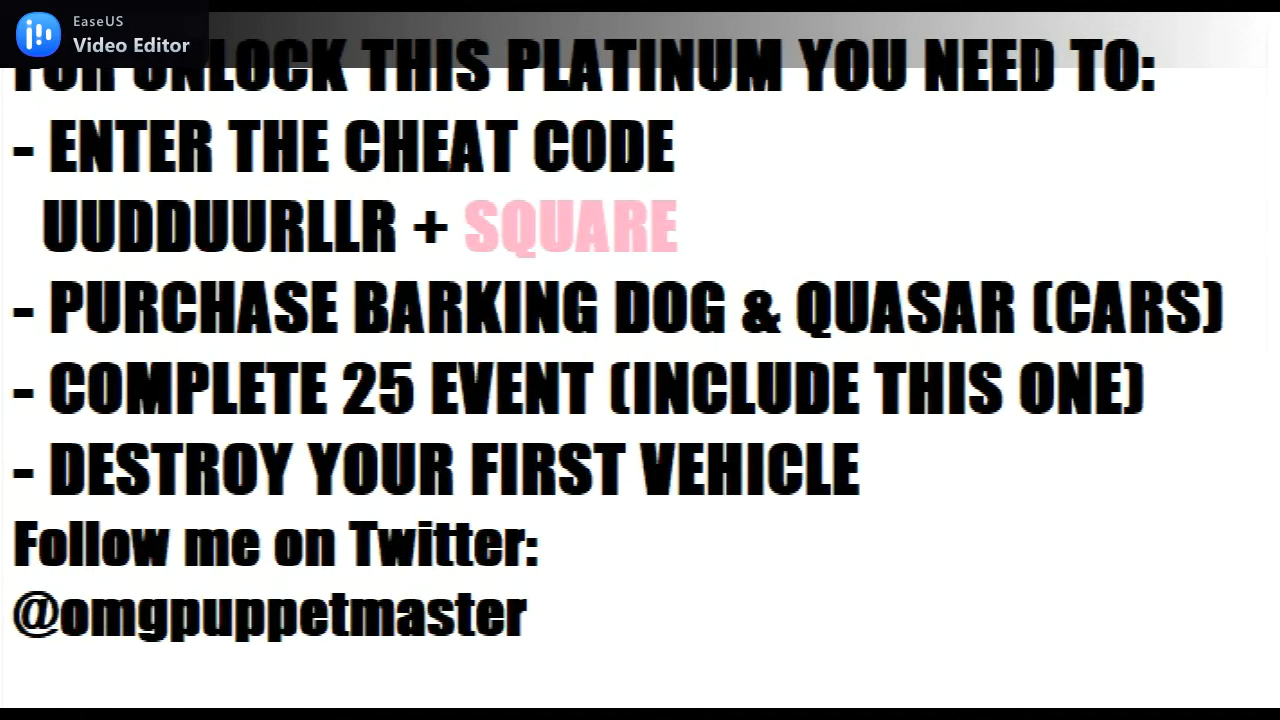 EaseUS
Video Editor
FOR UNLOCK THIS PLATINUM YOU NEED TO:
- ENTER THE CHEAT CODE
UUDDUURLLR + SQUARE
- PURCHASE BARKING DOG & QUASAR (CARS)
- COMPLETE 25 EVENT (INCLUDE THIS ONE)
- DESTROY YOUR FIRST VEHICLE
Follow me on Twitter:
@omgpuppetmaster